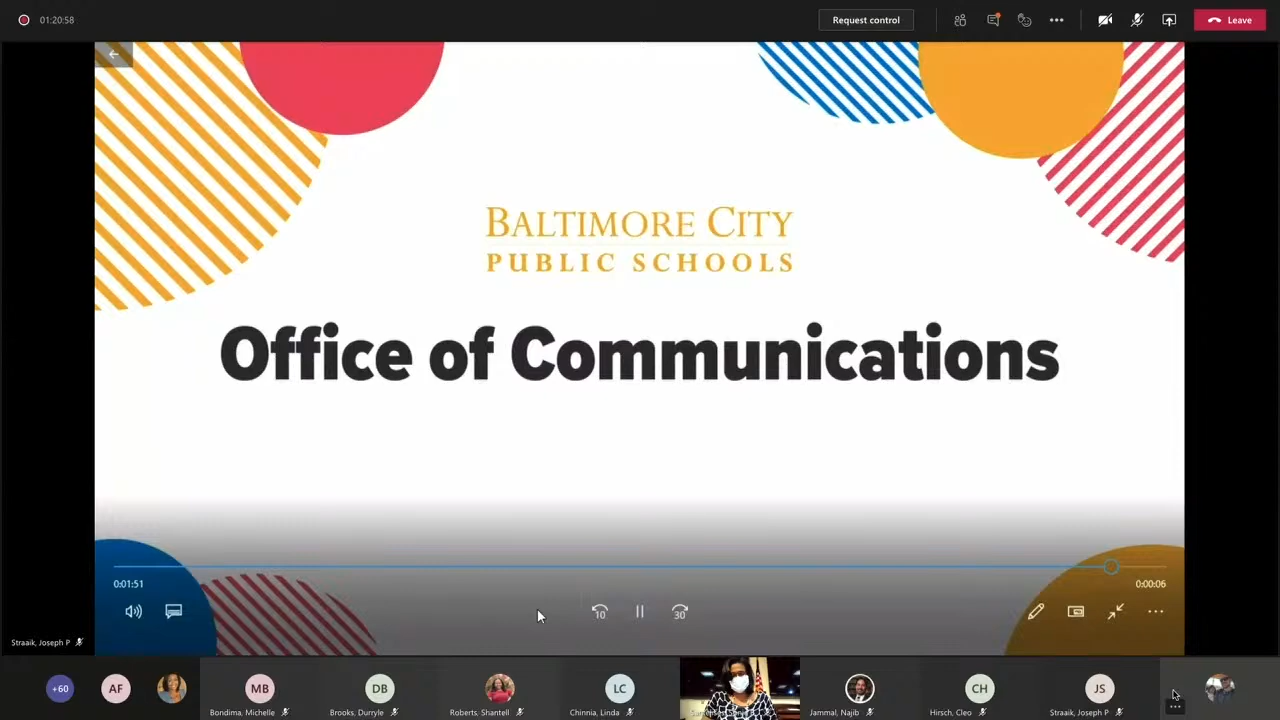 01:20:58
Request control
Leave
BALTIMORE CITY
PUBLIC SCHOOLS
Office of Communications
0:01:51
0:00:06
10
30
Straaik, Joseph P
+60
AF
MB
DB
LC
CH
JS
Bondima, Michelle
Brooks, Durryle
Roberts, Shantell
Chinnia, Linda
Jammal, Najib
Hirsch, Cleo
Straaik, Joseph P